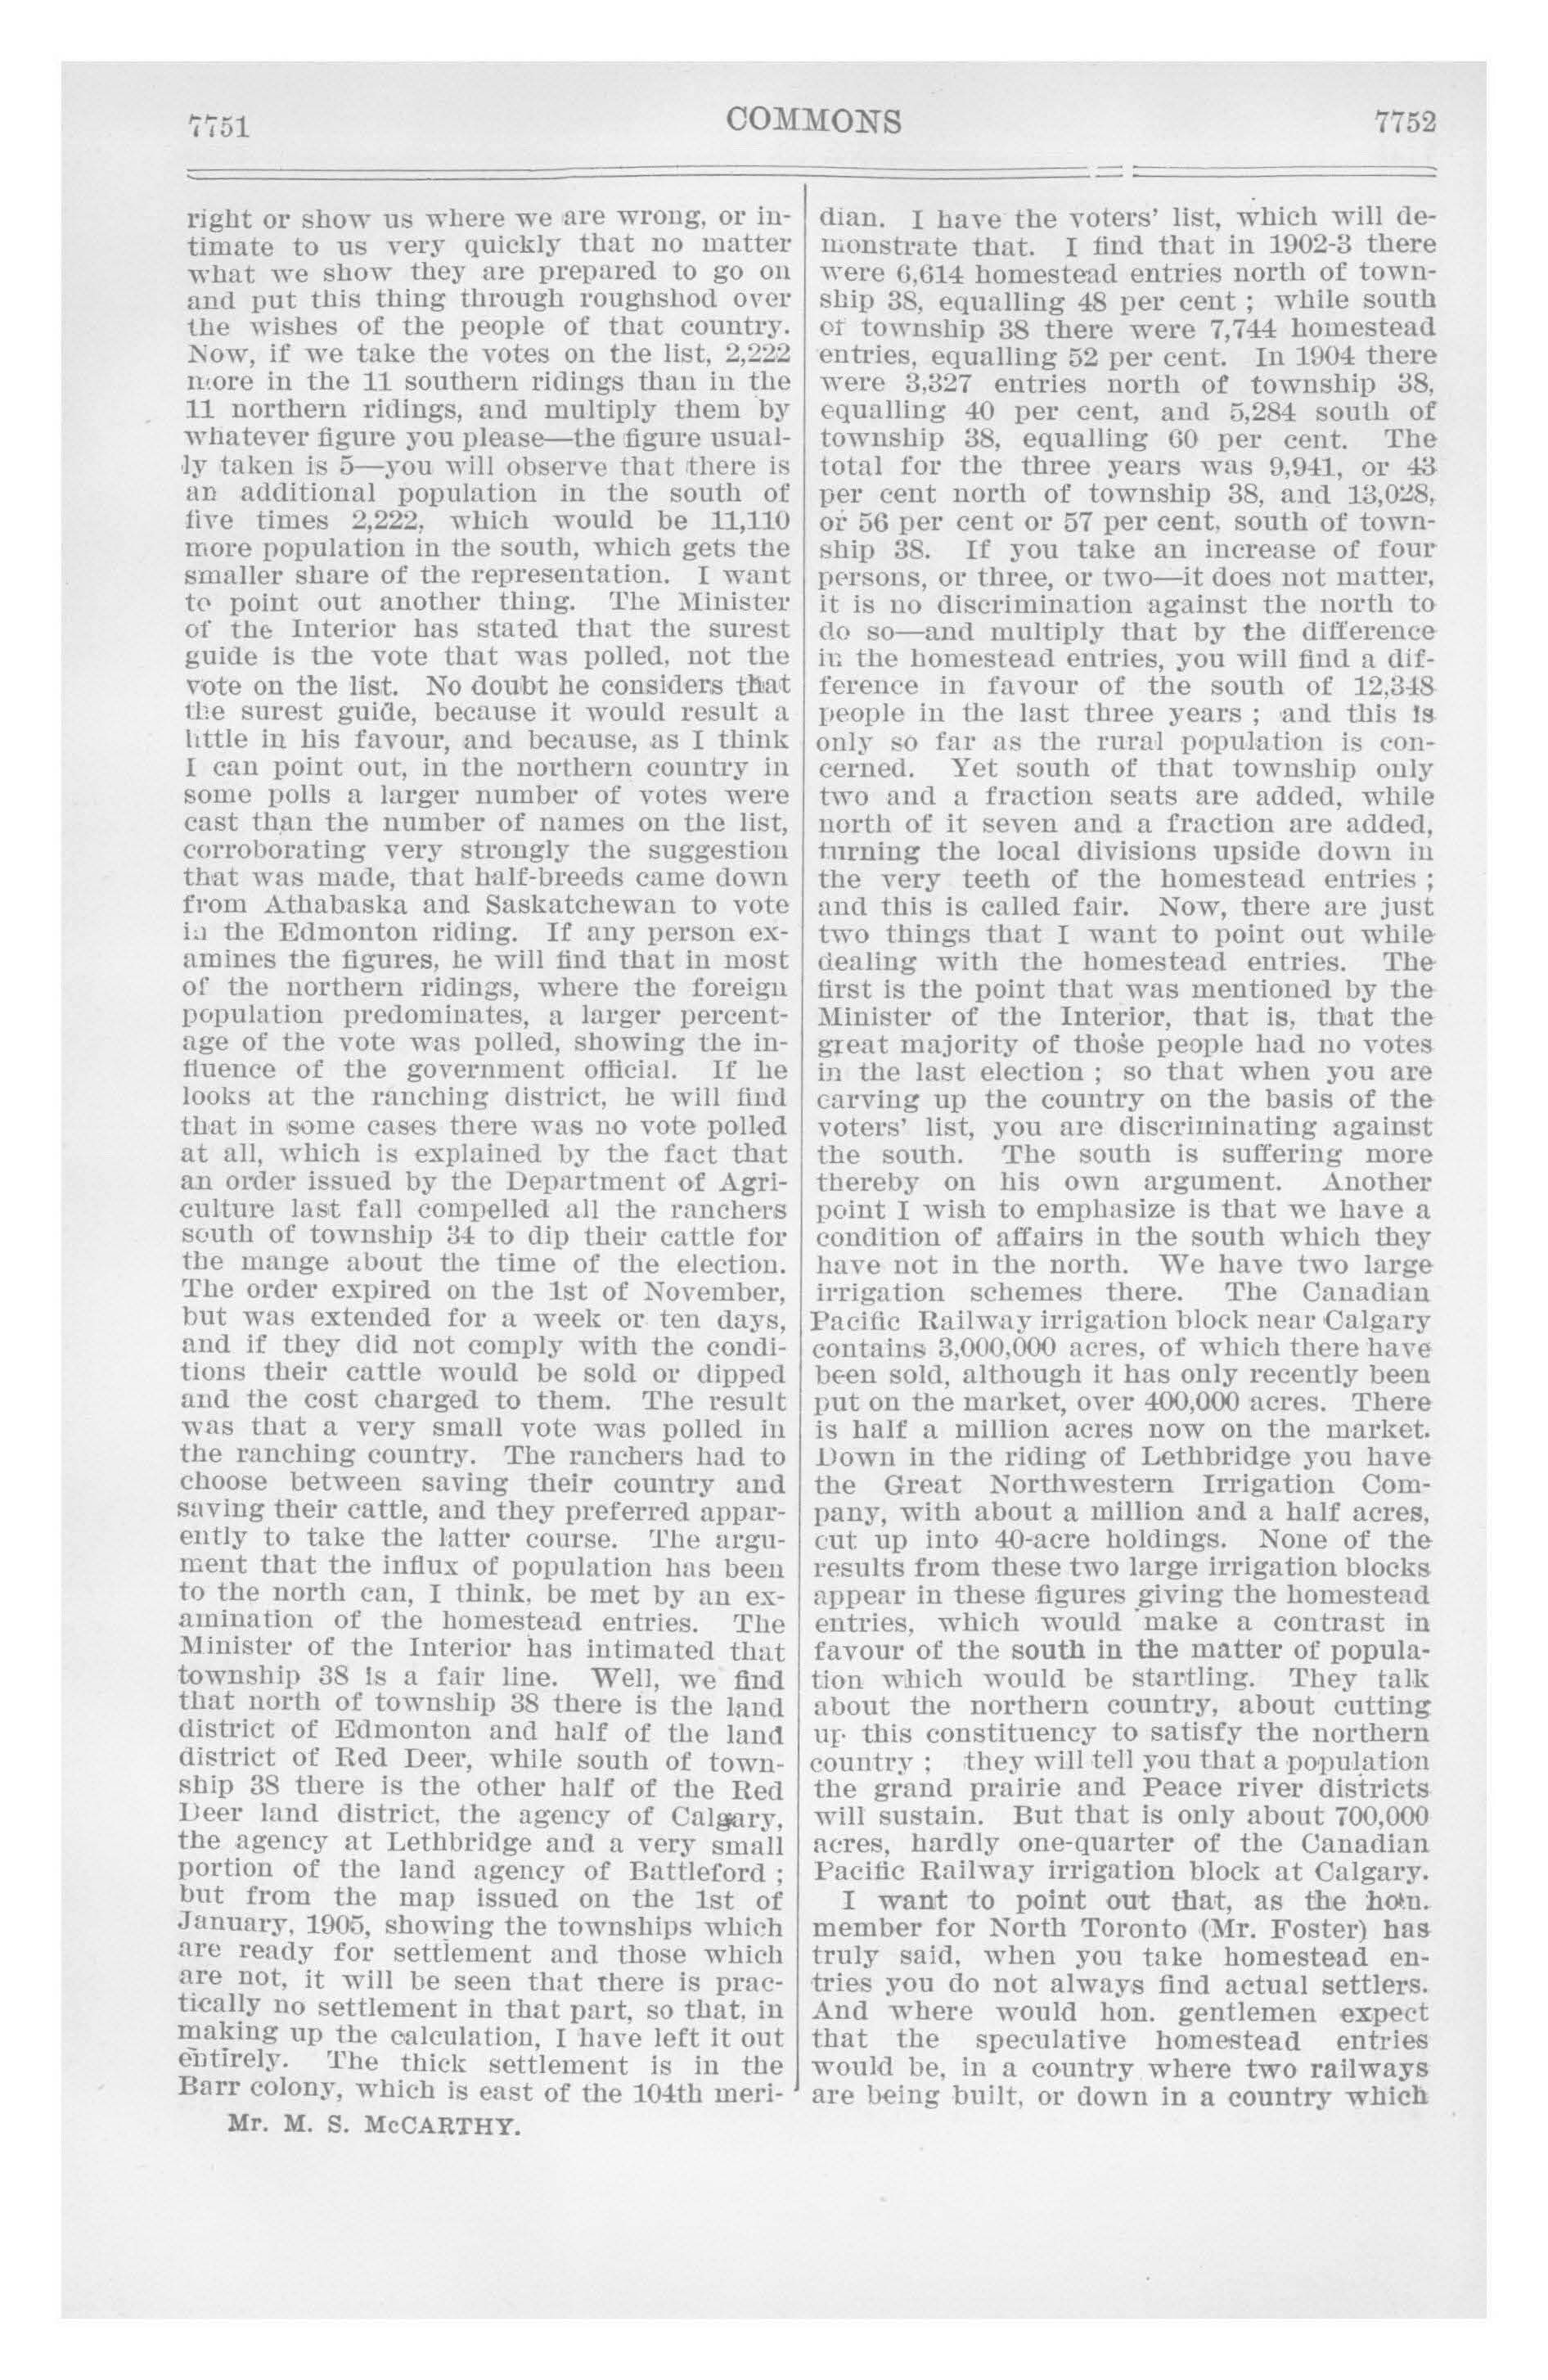 7751
COMMONS
7752
right or show us where we are wrong, or in-
timate to us very quickly that no matter
what we show they are prepared to go on
and put this thing through roughshod over
the wishes of the people of that country.
Now, if we take the votes on the list, 2,222
more in the 11 southern ridings than in the
11 northern ridings, and multiply them by
whatever figure you please—the figure usual-
ly taken is 5—you will observe that there is
an additional population in the south of
five times 2,222, which would be 11,110
more population in the south, which gets the
smaller share of the representation. I want
to point out another thing. The Minister
of the Interior has stated that the surest
guide is the vote that was polled, not the
vote on the list. No doubt he considers that
the surest guide, because it would result a
little in his favour, and because, as I think
I can point out, in the northern country in
some polls a larger number of votes were
cast than the number of names on the list,
corroborating very strongly the suggestion
that was made, that half-breeds came down
from Athabaska and Saskatchewan to vote
in the Edmonton riding. If any person ex-
amines the figures, he will find that in most
of the northern ridings, where the foreign
population predominates, a larger percent-
age of the vote was polled, showing the in-
fluence of the government official. If he
looks at the ranching district, he will find
that in some cases there was no vote polled
at all, which is explained by the fact that
an order issued by the Department of Agri-
culture last fall compelled all the ranchers
south of township 34 to dip their cattle for
the mange about the time of the election.
The order expired on the 1st of November,
but was extended for a week or ten days,
and if they did not comply with the condi-
tions their cattle would be sold or dipped
and the cost charged to them. The result
was that a very small vote was polled in
the ranching country. The ranchers had to
choose between saving their country and
saving their cattle, and they preferred appar-
ently to take the latter course. The argu-
ment that the influx of population has been
to the north can, I think, be met by an ex-
amination of the homestead entries. The
Minister of the Interior has intimated that
township 38 is a fair line. Well, we find
that north of township 38 there is the land
district of Edmonton and half of the land
district of Red Deer, while south of town-
ship 38 there is the other half of the Red
Deer land district, the agency of Calgary,
the agency at Lethbridge and a very small
portion of the land agency of Battleford ;
but from the map issued on the 1st of
January, 1905, showing the townships which
are ready for settlement and those which
are not, it will be seen that there is prac-
tically no settlement in that part, so that, in
making up the calculation, I have left it out
entirely. The thick settlement is in the
Barr colony, which is east of the 104th meri-
Mr. M. S. McCARTHY.
dian. I have the voters' list, which will de-
monstrate that. I find that in 1902-3 there
were 6,614 homestead entries north of town-
ship 38, equalling 48 per cent ; while south
of township 38 there were 7,744 homestead
entries, equalling 52 per cent. In 1904 there
were 3,327 entries north of township 38,
equalling 40 per cent, and 5,284 south of
township 38, equalling 60 per cent. The
total for the three years was 9,941, or 43
per cent north of township 38, and 13,028,
or 56 per cent or 57 per cent, south of town-
ship 38. If you take an increase of four
persons, or three, or two—it does not matter,
it is no discrimination against the north to
do so—and multiply that by the difference
in the homestead entries, you will find a dif-
ference in favour of the south of 12,348
people in the last three years ; and this is
only so far as the rural population is con-
cerned. Yet south of that township only
two and a fraction seats are added, while
north of it seven and a fraction are added,
turning the local divisions upside down in
the very teeth of the homestead entries ;
and this is called fair. Now, there are just
two things that I want to point out while
dealing with the homestead entries. The
first is the point that was mentioned by the
Minister of the Interior, that is, that the
great majority of those people had no votes
in the last election ; so that when you are
carving up the country on the basis of the
voters' list, you are discriminating against
the south. The south is suffering more
thereby on his own argument. Another
point I wish to emphasize is that we have a
condition of affairs in the south which they
have not in the north. We have two large
irrigation schemes there. The Canadian
Pacific Railway irrigation block near Calgary
contains 3,000,000 acres, of which there have
been sold, although it has only recently been
put on the market, over 400,000 acres. There
is half a million acres now on the market.
Down in the riding of Lethbridge you have
the Great Northwestern Irrigation Com-
pany, with about a million and a half acres,
cut up into 40-acre holdings. None of the
results from these two large irrigation blocks
appear in these figures giving the homestead
entries, which would make a contrast in
favour of the south in the matter of popula-
tion which would be startling. They talk
about the northern country, about cutting
up this constituency to satisfy the northern
country ; they will tell you that a population
the grand prairie and Peace river districts
will sustain. But that is only about 700,000
acres, hardly one-quarter of the Canadian
Pacific Railway irrigation block at Calgary.
I want to point out that, as the hon.
member for North Toronto (Mr. Foster) has
truly said, when you take homestead en-
tries you do not always find actual settlers.
And where would hon. gentlemen expect
that the speculative homestead entries
would be, in a country where two railways
are being built, or down in a country which